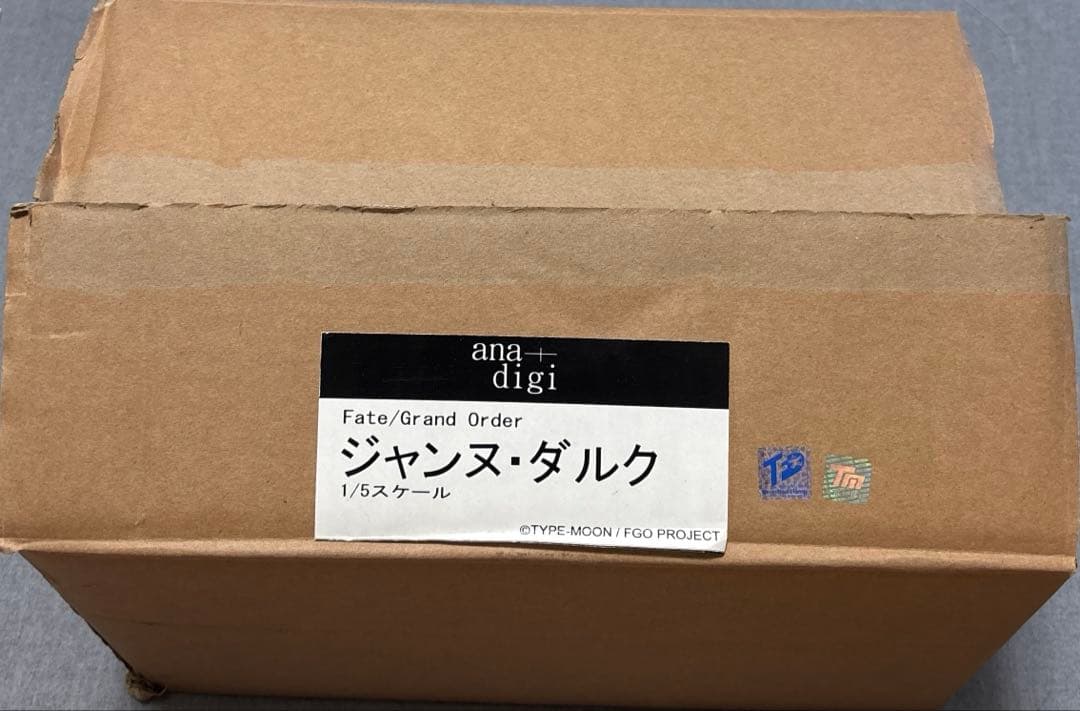 ana+
digi
Fate/Grand Order
ジャンヌ・ダルク
1/5スケール
©TYPE-MOON / FGO PROJECT
Tm